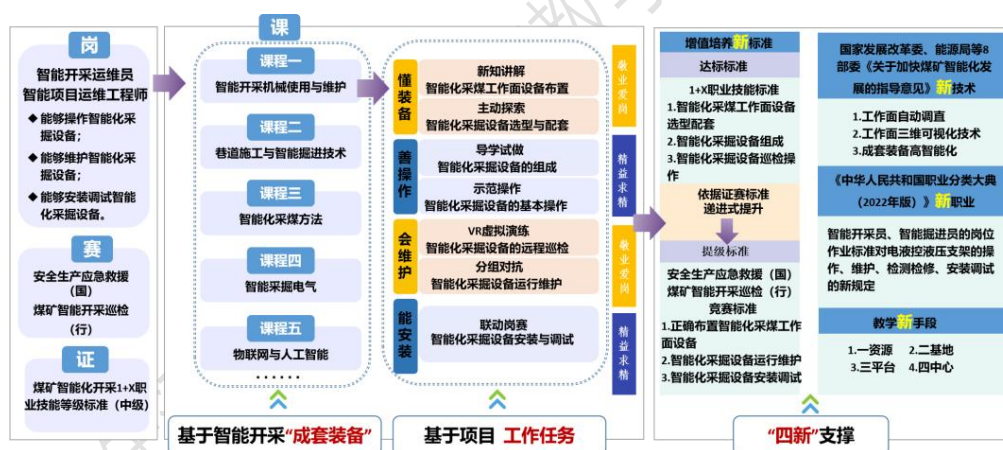 岗
智能开采运维员
智能项目运维工程师
◆能够操作智能化采
掘设备；
◆能够维护智能化采
掘设备；
◆能够安装调试智能
化采掘设备。
赛
安全生产应急救援
（国）
煤矿智能开采巡检
（行）
证
煤矿智能化开采1+X职
业技能等级标准（中级）
课
课程一
智能开采机械使用与维护
课程二
巷道施工与智能掘进技术
课程三
智能化采煤方法
课程四
智能采掘电气
课程五
物联网与人工智能
······
基于智能开采“成套装备”
懂装备
新知讲解
智能化采煤工作面设备布置
主动探索
智能化采掘设备选型与配套
善操作
导学试做
智能化采掘设备的组成
示范操作
智能化采掘设备的基本操作
会维护
VR虚拟演练
智能化采掘设备的远程巡检
分组对抗
智能化采掘设备运行维护
能安装
联动岗赛
智能化采掘设备安装与调试
敬业爱岗
精益求精
敬业爱岗
精益求精
基于项目 工作任务
增值培养新标准
达标标准
1+X职业技能标准
1.智能化采煤工作面设备
选型配套
2.智能化采掘设备组成
3.智能化采掘设备巡检操
作
依据证赛标准
递进式提升
提级标准
安全生产应急救援（国）
煤矿智能开采巡检（行）
竞赛标准
1.正确布置智能化采煤工作
面设备
2.智能化采掘设备运行维护
3.智能化采掘设备安装调试
国家发展改革委、能源局等8
部委《关于加快煤矿智能化发
展的指导意见》新技术
1.工作面自动调直
2.工作面三维可视化技术
3.成套装备高智能化
《中华人民共和国职业分类大典
（2022年版）》新职业
智能开采员、智能掘进员的岗位
作业标准对电液控液压支架的操
作、维护、检测检修、安装调试
的新规定
教学新手段
1.一资源 2.二基地
3.三平台 4.四中心
“四新”支撑